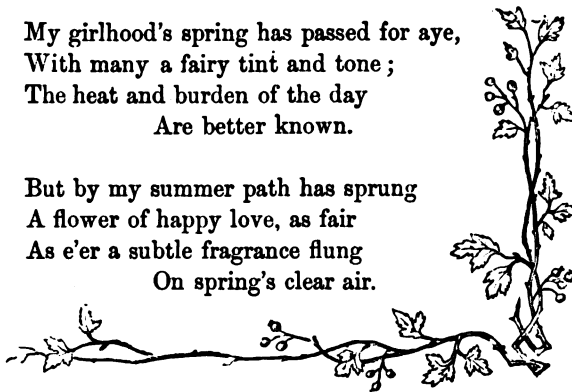 My girlhood's spring has passed for aye,
With many a fairy tint and tone;
The heat and burden of the day
Are better known.

But by my summer path has sprung
A flower of happy love, as fair
As e'er a subtle fragrance flung
On spring's clear air.